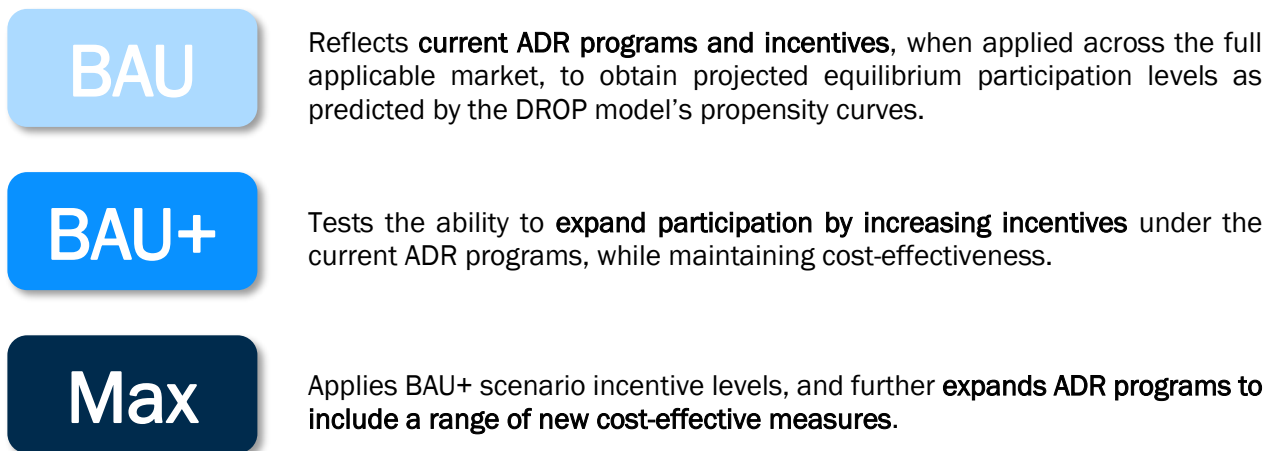 BAU
Reflects current ADR programs and incentives, when applied across the full
applicable market, to obtain projected equilibrium participation levels as
predicted by the DROP model's propensity curves.
BAU+
Tests the ability to expand participation by increasing incentives under the
current ADR programs, while maintaining cost-effectiveness.
Max
Applies BAU+ scenario incentive levels, and further expands ADR programs to
include a range of new cost-effective measures.